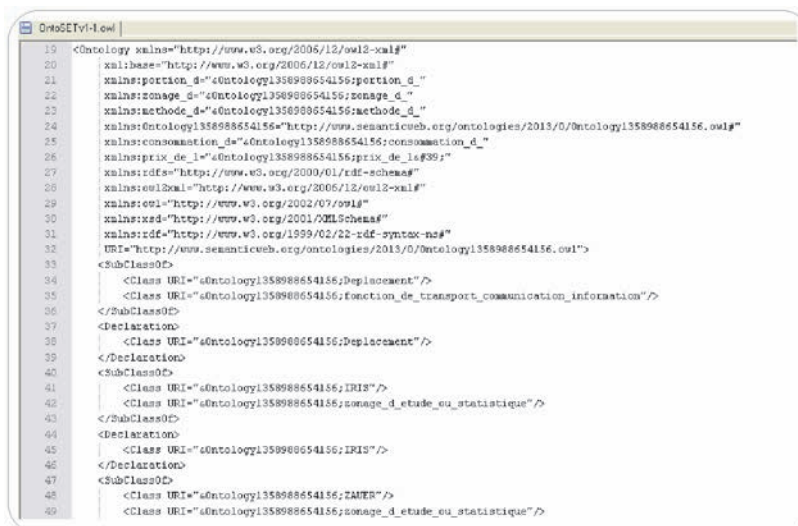 OntoSETv1-1.owl
19 <Ontology xmlns="http://www.w3.org/2006/12/owl2-xml#"
20 xml:base="http://www.w3.org/2006/12/owl2-xml#"
21 xmlns:portion_d="&Ontology1358988654156;portion_d_"
22 xmlns:zonage_d="&Ontology1358988654156;zonage_d_"
23 xmlns:methode_d="&Ontology1358988654156;methode_d_"
24 xmlns:Ontology1358988654156="http://www.semanticweb.org/ontologies/2013/0/Ontology1358988654156.owl#"
25 xmlns:consommation_d="&Ontology1358988654156;consommation_d_"
26 xmlns:prix_de_l="&Ontology1358988654156;prix_de_l&#39;"
27 xmlns:rdfs="http://www.w3.org/2000/01/rdf-schema#"
28 xmlns:owl2xml="http://www.w3.org/2006/12/owl2-xml#"
29 xmlns:owl="http://www.w3.org/2002/07/owl#"
30 xmlns:xsd="http://www.w3.org/2001/XMLSchema#"
31 xmlns:rdf="http://www.w3.org/1999/02/22-rdf-syntax-ns#"
32 URI="http://www.semanticweb.org/ontologies/2013/0/Ontology1358988654156.owl">
33 <SubClassOf>
34 <Class URI="&Ontology1358988654156;Deplacement"/>
35 <Class URI="&Ontology1358988654156;fonction_de_transport_communication_information"/>
36 </SubClassOf>
37 <Declaration>
38 <Class URI="&Ontology1358988654156;Deplacement"/>
39 </Declaration>
40 <SubClassOf>
41 <Class URI="&Ontology1358988654156;IRIS"/>
42 <Class URI="&Ontology1358988654156;zonage_d_etude_ou_statistique"/>
43 </SubClassOf>
44 <Declaration>
45 <Class URI="&Ontology1358988654156;IRIS"/>
46 </Declaration>
47 <SubClassOf>
48 <Class URI="&Ontology1358988654156;ZAUER"/>
49 <Class URI="&Ontology1358988654156;zonage_d_etude_ou_statistique"/>